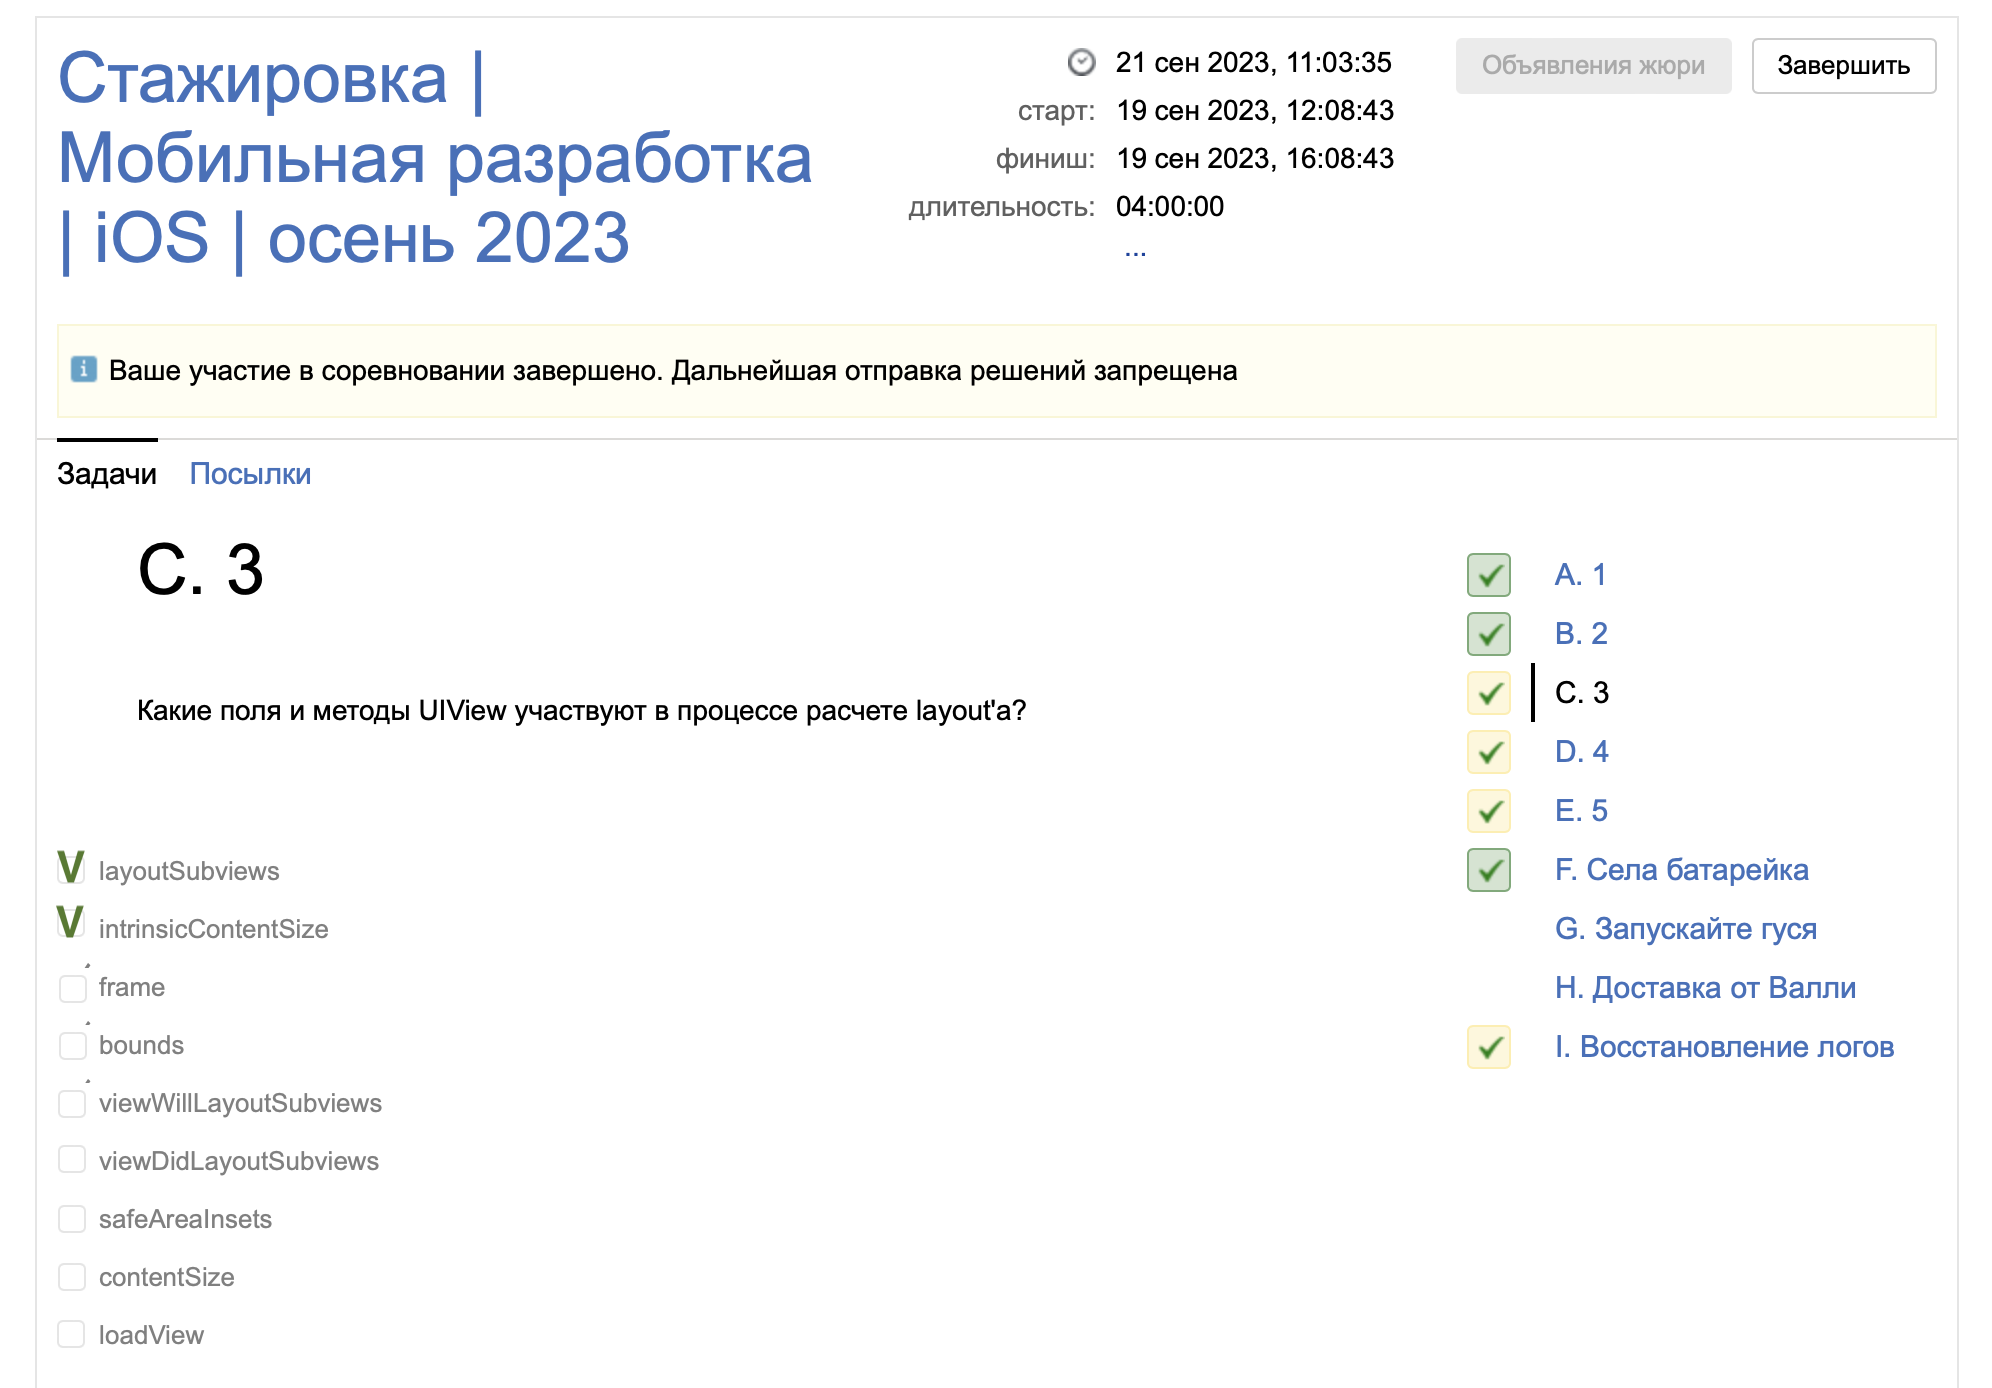 Стажировка |
Мобильная разработка
| iOS | осень 2023
21 сен 2023, 11:03:35
старт: 19 сен 2023, 12:08:43
финиш: 19 сен 2023, 16:08:43
длительность: 04:00:00
...
Объявления жюри
Завершить
Ваше участие в соревновании завершено. Дальнейшая отправка решений запрещена
Задачи Посылки
C. 3
Какие поля и методы UIView участвуют в процессе расчете layout'а?
V layoutSubviews
V intrinsicContentSize
frame
bounds
viewWillLayoutSubviews
viewDidLayoutSubviews
safeAreaInsets
contentSize
loadView
A. 1
B. 2
C. 3
D. 4
E. 5
F. Села батарейка
G. Запускайте гуся
H. Доставка от Валли
I. Восстановление логов